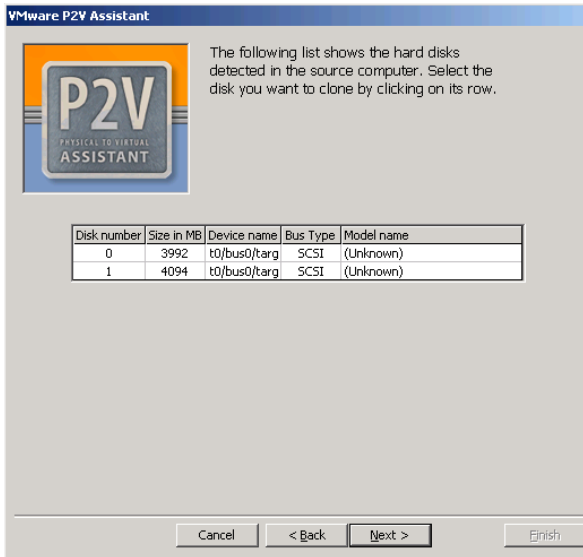 VMware P2V Assistant
P2V
PHYSICAL TO VIRTUAL
ASSISTANT
The following list shows the hard disks
detected in the source computer. Select the
disk you want to clone by clicking on its row.
Disk number Size in MB Device name Bus Type Model name
0 3992 t0/bus0/targ SCSI (Unknown)
1 4094 t0/bus0/targ SCSI (Unknown)
Cancel < Back Next > Finish